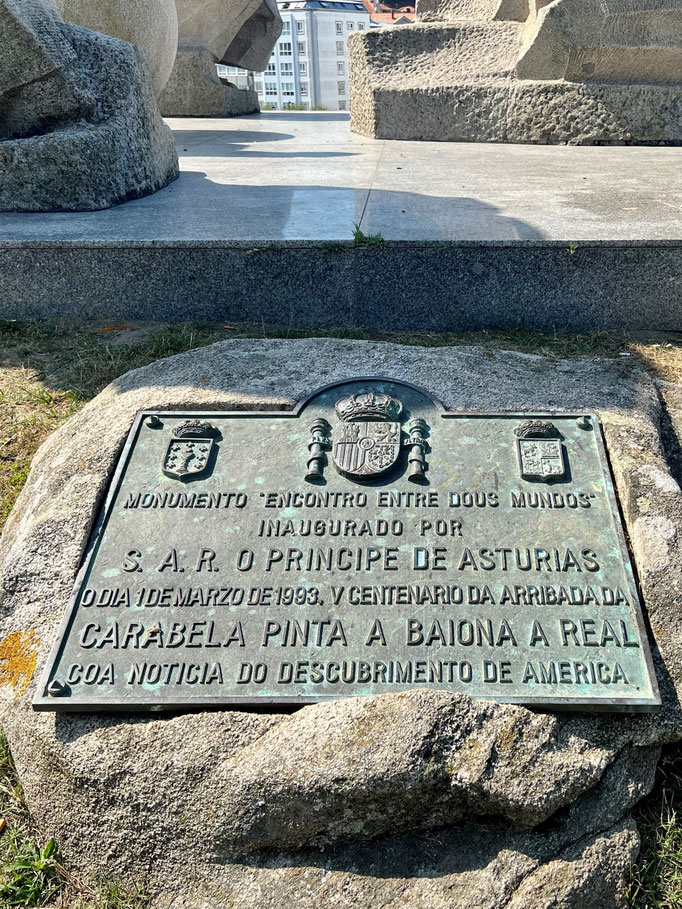 MONUMENTO "ENCONTRO ENTRE DOUS MUNDOS"
INAUGURADO POR
S. A. R. O PRINCIPE DE ASTURIAS
O DIA 1 DE MARZO DE 1993, V CENTENARIO DA ARRIBADA DA
CARABELA PINTA A BAIONA A REAL
COA NOTICIA DO DESCUBRIMENTO DE AMERICA